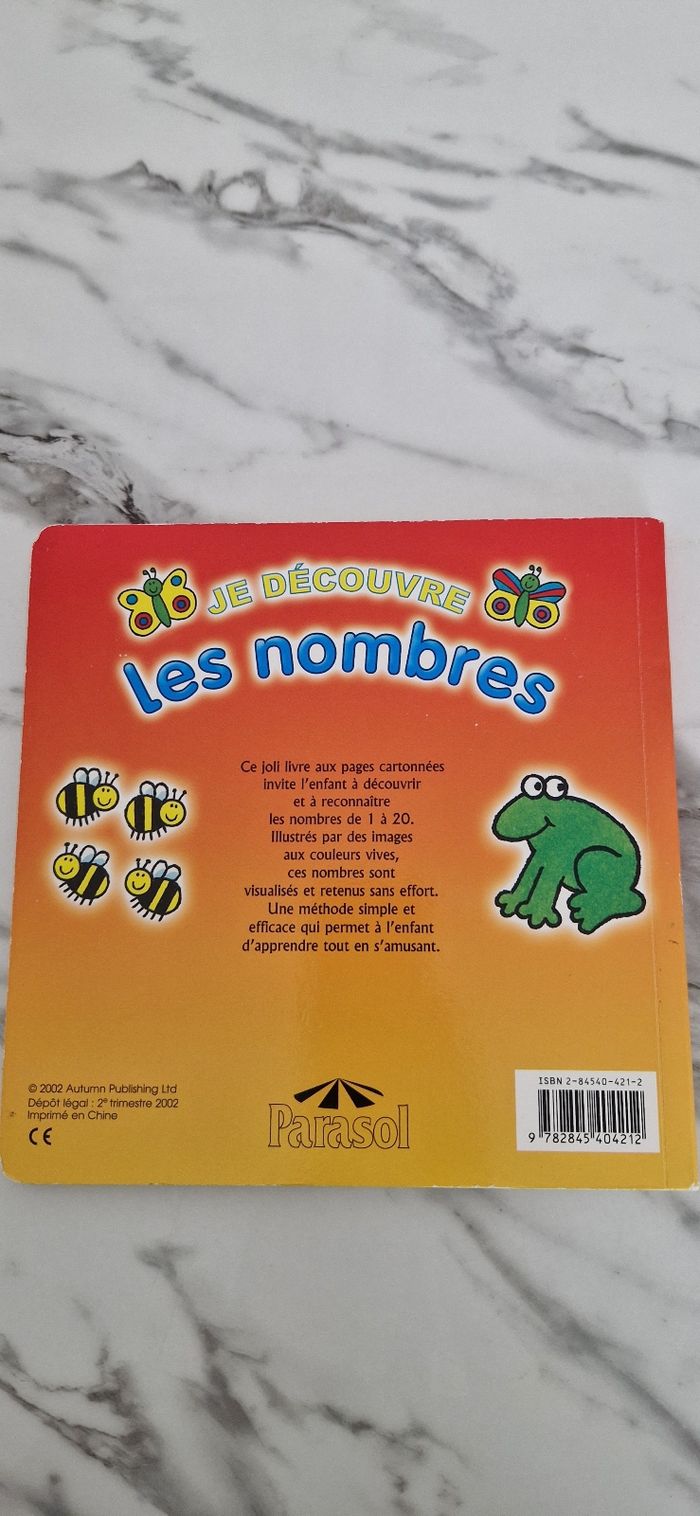 JE DÉCOUVRE
les nombres
Ce joli livre aux pages cartonnées
invite l'enfant à découvrir
et à reconnaître
les nombres de 1 à 20.
Illustrés par des images
aux couleurs vives,
ces nombres sont
visualisés et retenus sans effort.
Une méthode simple et
efficace qui permet à l'enfant
d'apprendre tout en s'amusant.
© 2002 Autumn Publishing Ltd
Dépôt légal : 2e trimestre 2002
Imprimé en Chine
CE
Parasol
ISBN 2-84540-421-2
9 782845 404212